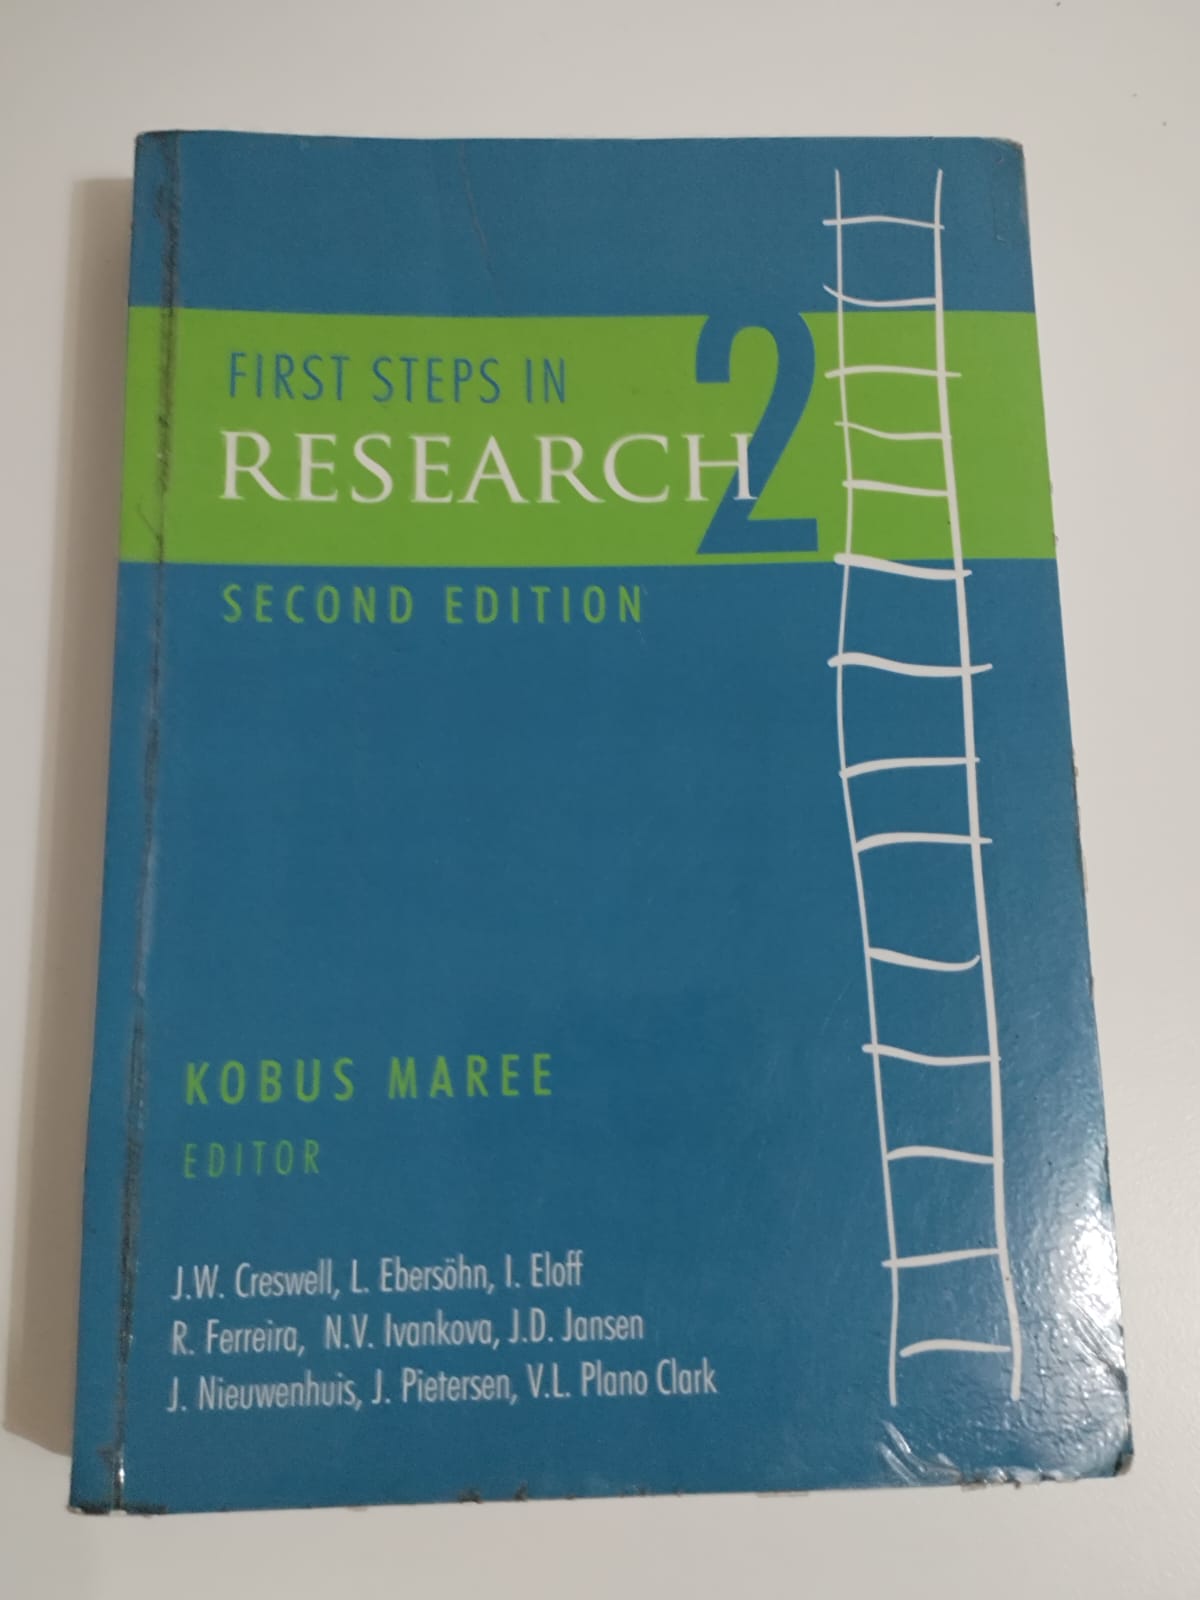 FIRST STEPS IN
RESEARCH 2
SECOND EDITION
KOBUS MAREE
EDITOR
J.W. Creswell, L. Ebersöhn, I. Eloff
R. Ferreira, N.V. Ivankova, J.D. Jansen
J. Nieuwenhuis, J. Pietersen, V.L. Plano Clark